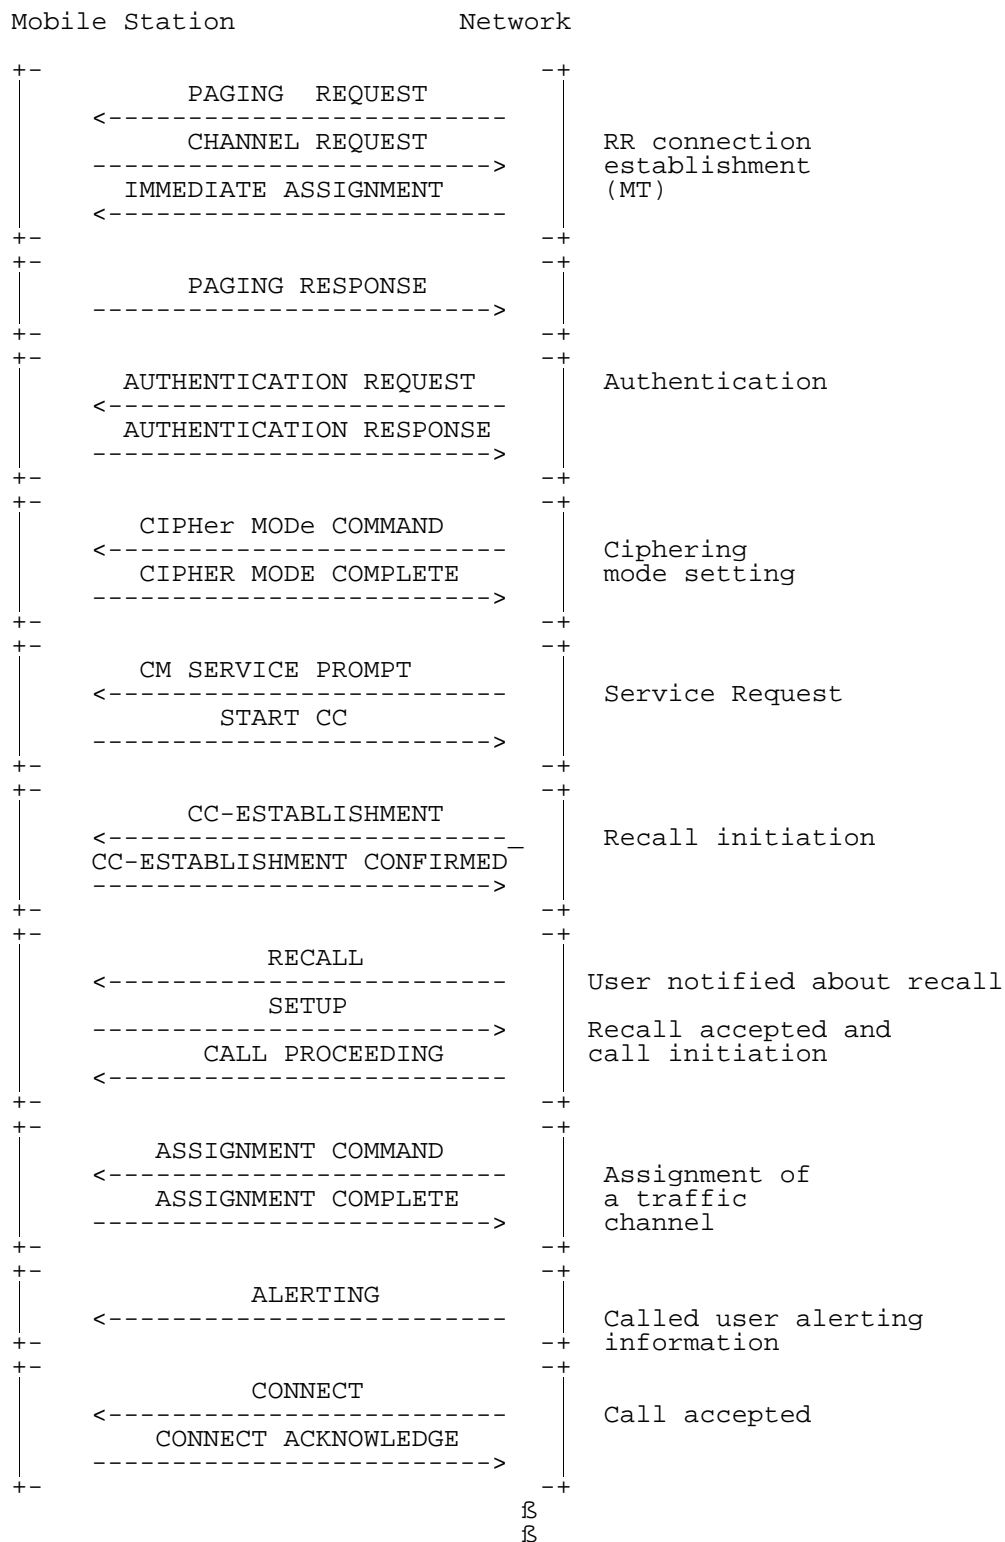 Mobile Station Network
+- -+
PAGING REQUEST
<-------------------------
CHANNEL REQUEST RR connection
-------------------------> establishment
IMMEDIATE ASSIGNMENT (MT)
<-------------------------
+- -+
+- -+
PAGING RESPONSE
------------------------->
+- -+
+- -+
AUTHENTICATION REQUEST Authentication
<-------------------------
AUTHENTICATION RESPONSE
------------------------->
+- -+
+- -+
CIPHer MODe COMMAND
<------------------------- Ciphering
CIPHER MODE COMPLETE mode setting
------------------------->
+- -+
+- -+
CM SERVICE PROMPT
<------------------------- Service Request
START CC
------------------------->
+- -+
+- -+
CC-ESTABLISHMENT
<-------------------------_ Recall initiation
CC-ESTABLISHMENT CONFIRMED
------------------------->
+- -+
+- -+
RECALL
<------------------------- User notified about recall
SETUP
-------------------------> Recall accepted and
CALL PROCEEDING call initiation
<-------------------------
+- -+
+- -+
ASSIGNMENT COMMAND
<------------------------- Assignment of
ASSIGNMENT COMPLETE a traffic
-------------------------> channel
+- -+
+- -+
ALERTING
<------------------------- Called user alerting
+- -+ information
+- -+
CONNECT
<------------------------- Call accepted
CONNECT ACKNOWLEDGE
------------------------->
+- -+
ß
ß